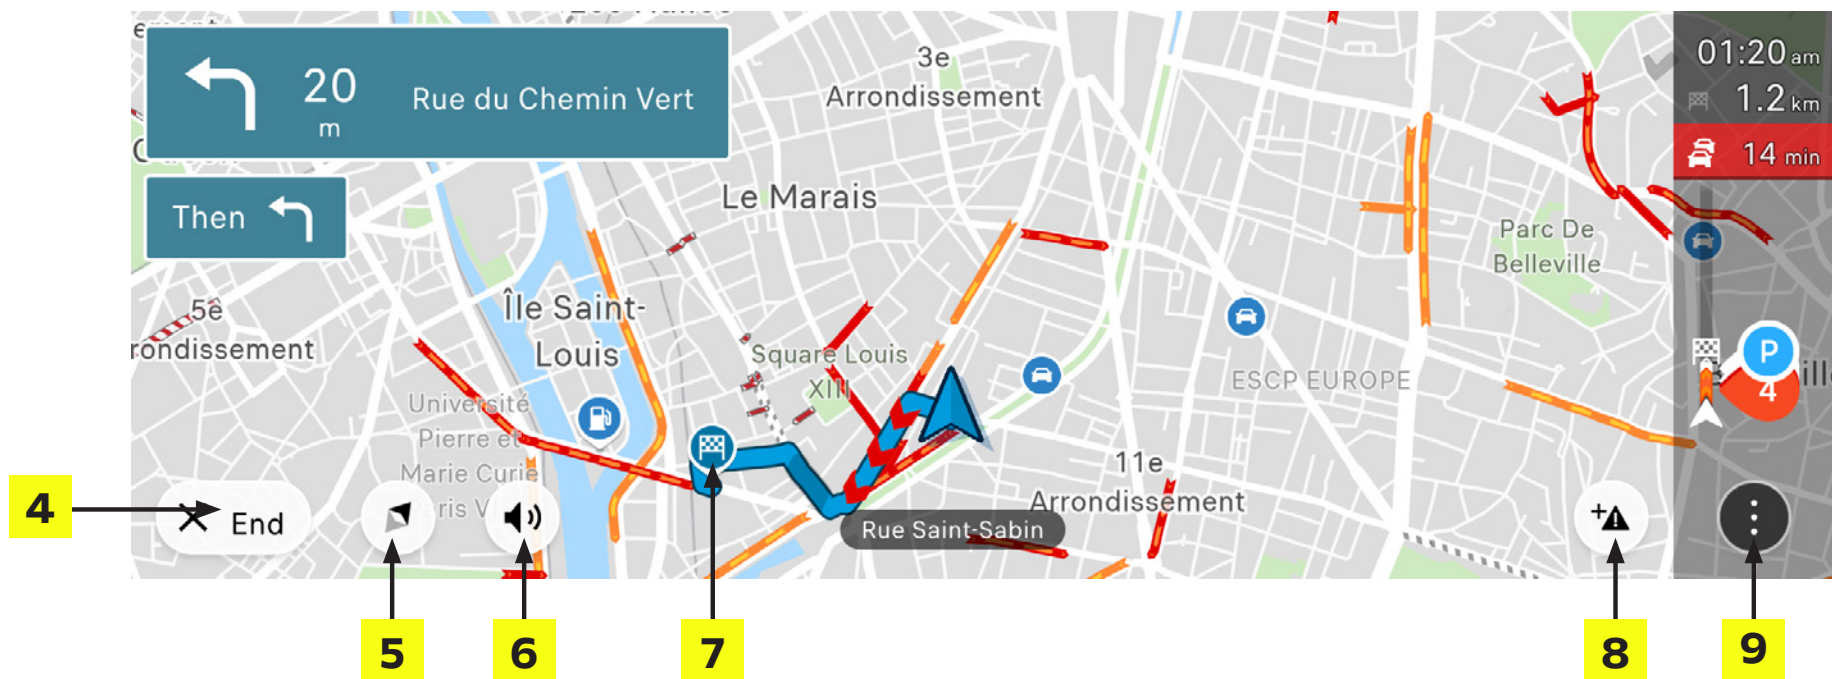 3e
Arrondissement
20
m
Rue du Chemin Vert
Then
Le Marais
01:20 am
1.2 km
14 min
Parc De
Belleville
5e
rondissement
Île Saint-
Louis
Square Louis
XIII
ESCP EUROPE
P
4
Université
Pierre et
Marie Curie
11e
Arrondissement
Rue Saint-Sabin
End
4
5
6
7
8
9